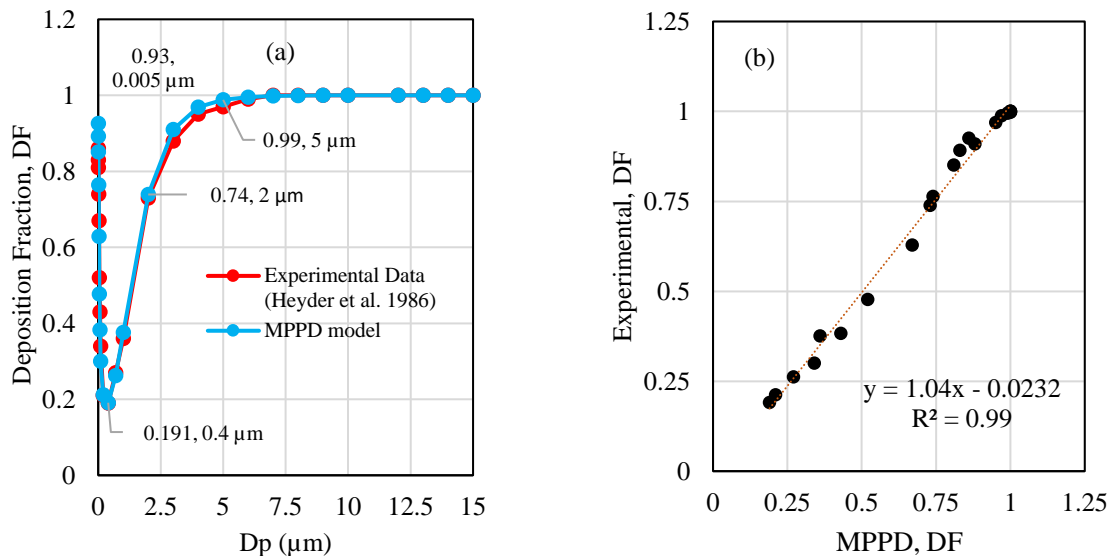 (a)
Deposition Fraction, DF
1.2
1
0.8
0.6
0.4
0.2
0
0.93,
0.005 µm
0.99, 5 µm
0.74, 2 µm
Experimental Data
(Heyder et al. 1986)
MPPD model
0.191, 0.4 µm
0 2.5 5 7.5 10 12.5 15
Dp (µm)
(b)
Experimental, DF
1.25
1
0.75
0.5
0.25
0
y = 1.04x - 0.0232
R² = 0.99
0 0.25 0.5 0.75 1 1.25
MPPD, DF